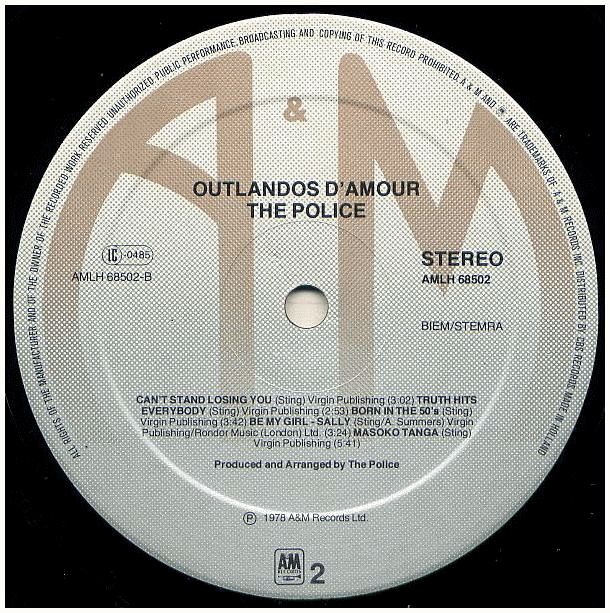 ALL RIGHTS OF THE MANUFACTURER AND OF THE OWNER OF THE RECORDED WORK RESERVED. UNAUTHORIZED PUBLIC PERFORMANCE, BROADCASTING AND COPYING OF THIS RECORD PROHIBITED. A & M AND ARE TRADEMARKS OF A & M RECORDS INC. DISTRIBUTED BY CBS RECORDS. MADE IN HOLLAND
A & M
OUTLANDOS D'AMOUR
THE POLICE
LC -0485
AMLH 68502-B
STEREO
AMLH 68502
BIEM/STEMRA
CAN'T STAND LOSING YOU (Sting) Virgin Publishing (3:02) TRUTH HITS
EVERYBODY (Sting) Virgin Publishing (2:53) BORN IN THE 50's (Sting)
Virgin Publishing (3:42) BE MY GIRL - SALLY (Sting/A. Summers) Virgin
Publishing/Rondor Music (London) Ltd. (3:24) MASOKO TANGA (Sting)
Virgin Publishing (5:41)
Produced and Arranged by The Police
℗ 1978 A&M Records Ltd.
AM
RECORDS
2